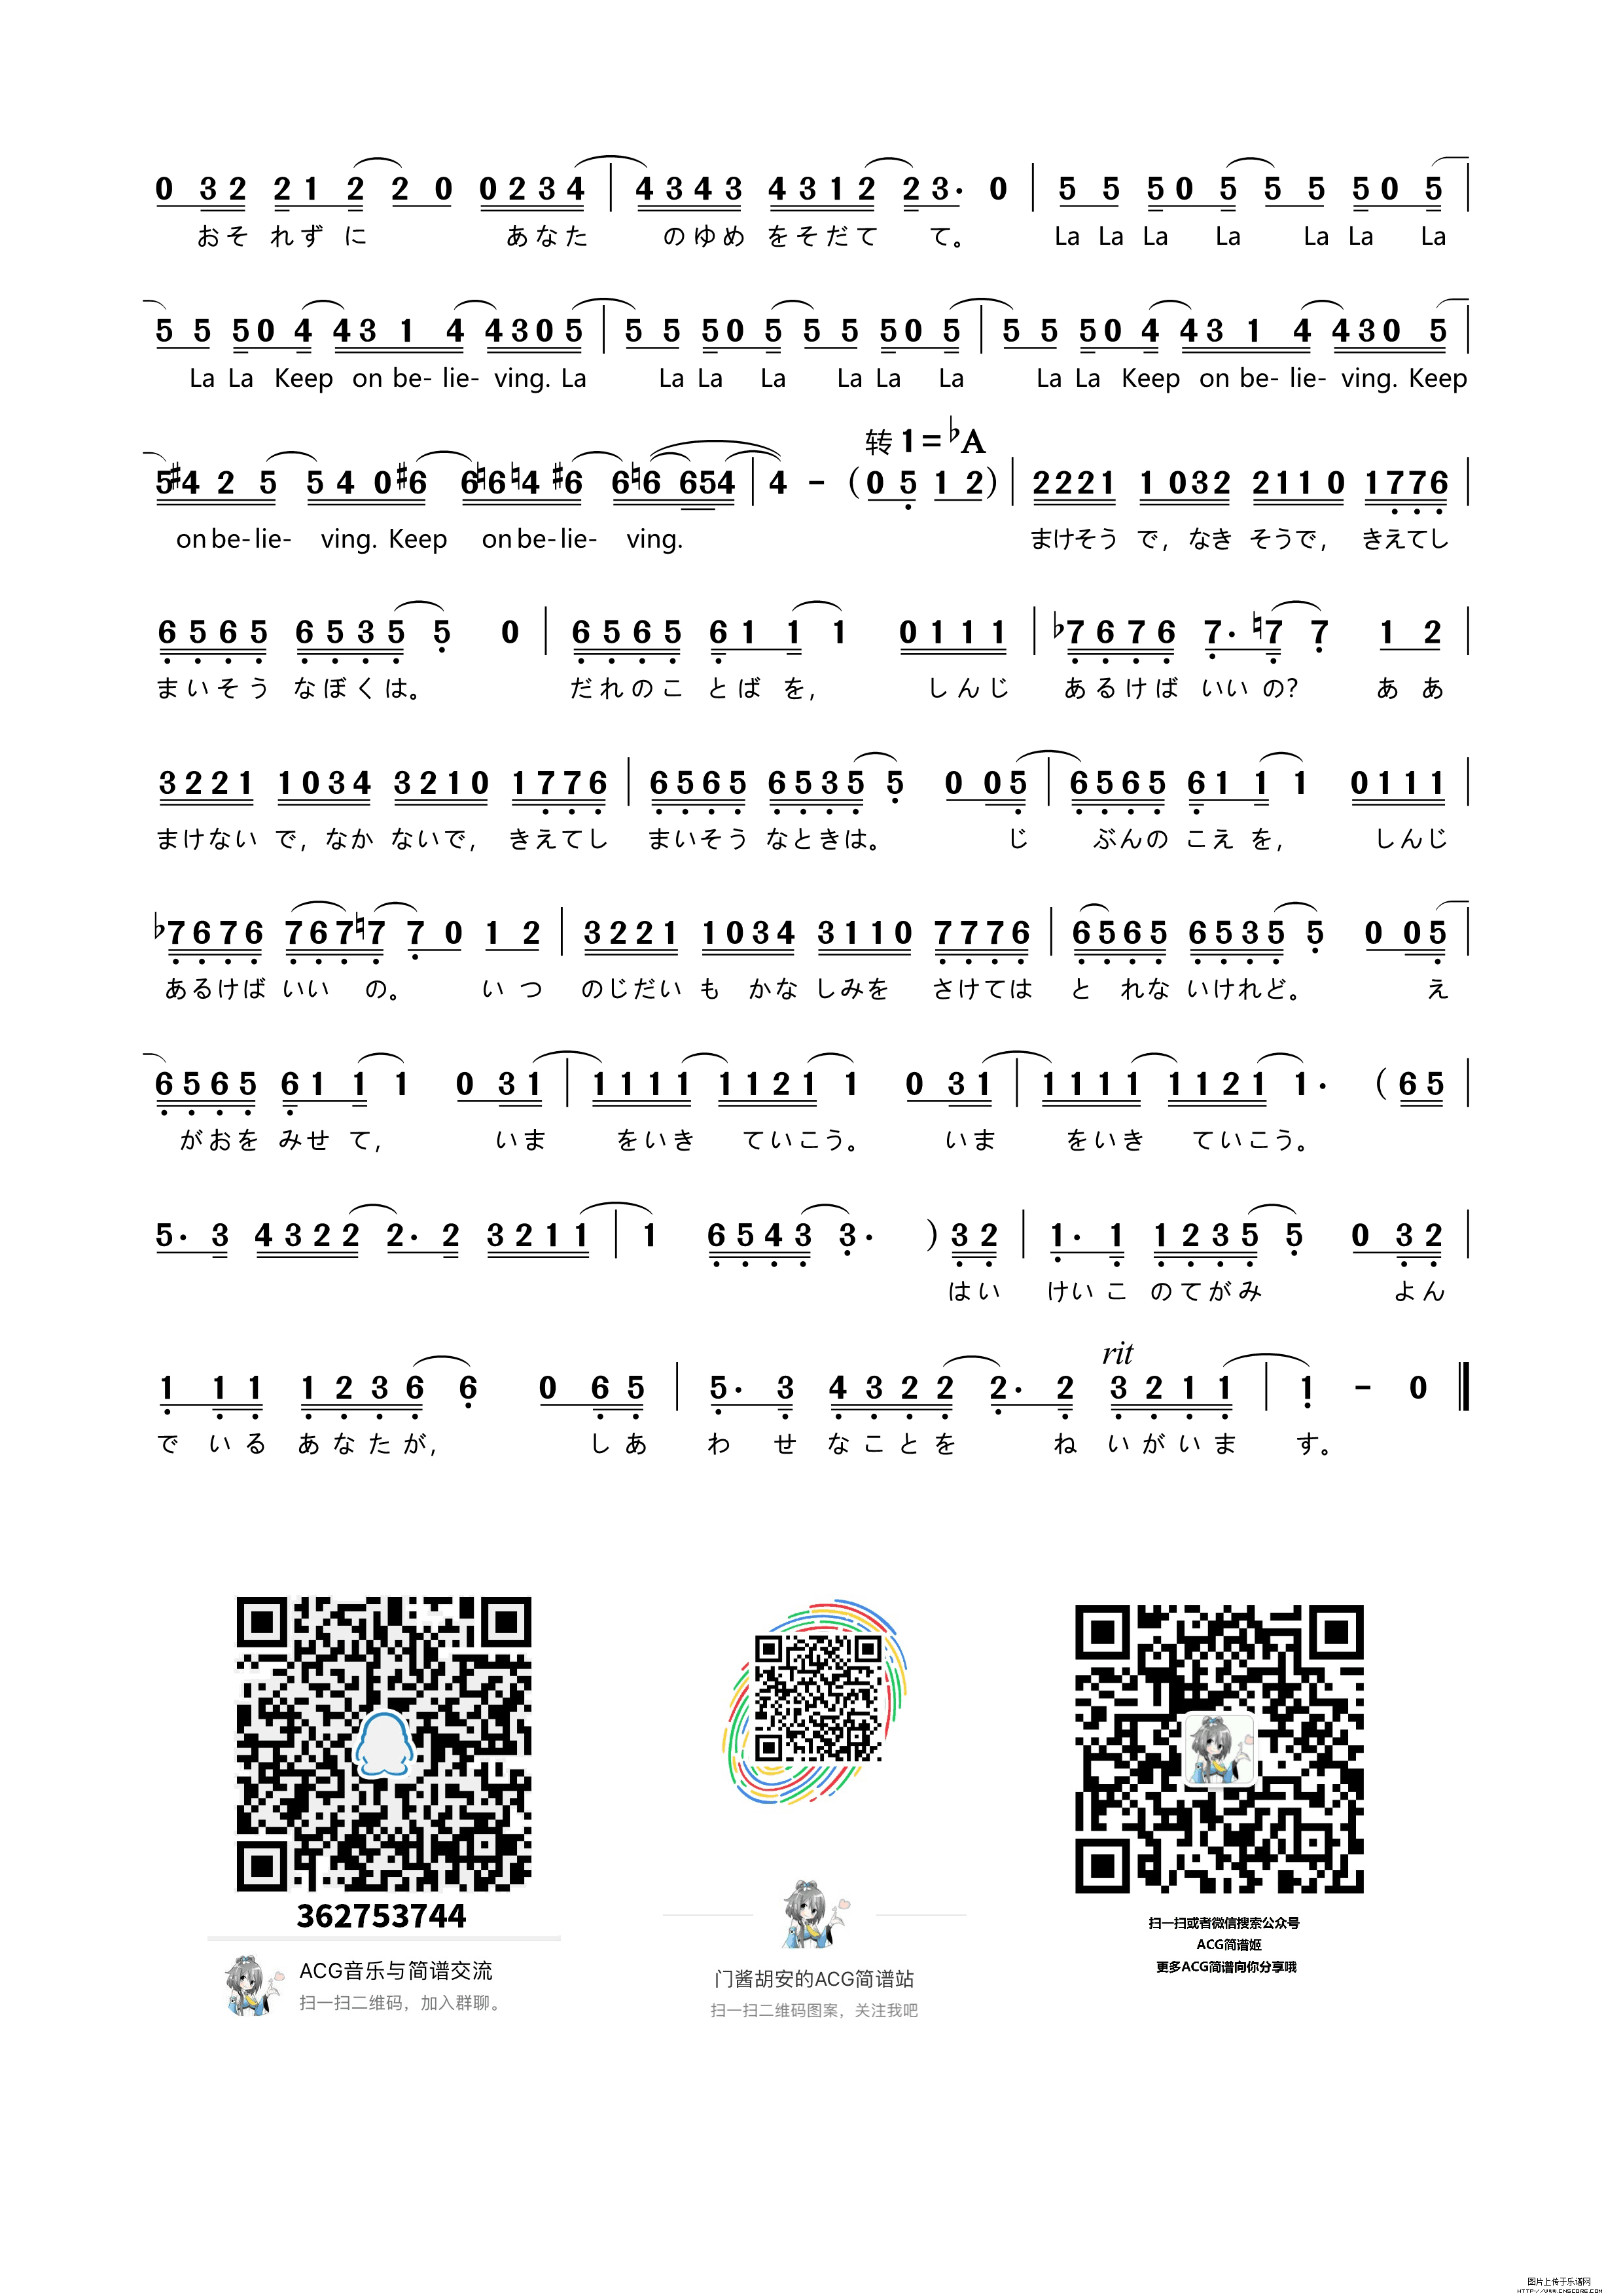 0 32 21 2 2 0 0234 | 4343 4312 23· 0 | 5 5 50 5 5 5 50 5 |
おそ れず に あなた のゆめ をそだて て。 La La La La La La La
5 5 50 4 43 1 4 4305 | 5 5 50 5 5 5 50 5 | 5 5 50 4 43 1 4 430 5 |
La La Keep on be- lie- ving. La La La La La La La La La Keep on be- lie- ving. Keep
转 1=♭A
5♯4 2 5 5 4 0♯6 6♮6♮4♯6 6♮6 654 | 4 - (0 5 1 2) | 2221 1032 2110 1776 |
on be-lie- ving. Keep on be-lie- ving. まけそう で, なき そうで, きえてし
6565 6535 5 0 | 6565 61 1 1 0111 | ♭7676 7·♮7 7 1 2 |
まいそう なぼくは。 だれのこ とば を, しんじ あるけば いい の? あ あ
3221 1034 3210 1776 | 6565 6535 5 0 05 | 6565 61 1 1 0111 |
まけない で, なか ないで, きえてし まいそう なときは。 じ ぶんの こえ を, しんじ
♭7676 767♮7 7 0 1 2 | 3221 1034 3110 7776 | 6565 6535 5 0 05 |
あるけば いい の。 い つ のじだい も かな しみを さけては と れな いけれど。 え
6565 61 1 1 0 31 | 1111 1121 1 0 31 | 1111 1121 1· (65 |
がおを みせ て, いま をいき ていこう。 いま をいき ていこう。
5· 3 4322 2· 2 3211 | 1 6543 3· ) 32 | 1· 1 1235 5 0 32 |
はい けい こ のてがみ よん
rit
1 11 1236 6 0 65 | 5· 3 4322 2· 2 3211 | 1 - 0
で いる あなたが, しあ わ せ なことを ね いがいま す。
362753744
ACG音乐与简谱交流
扫一扫二维码，加入群聊。
门酱胡安的ACG简谱站
扫一扫二维码图案，关注我吧
扫一扫或者微信搜索公众号
ACG简谱姬
更多ACG简谱向你分享哦
图片上传于乐谱网
HTTP://WWW.CNSCORE.COM